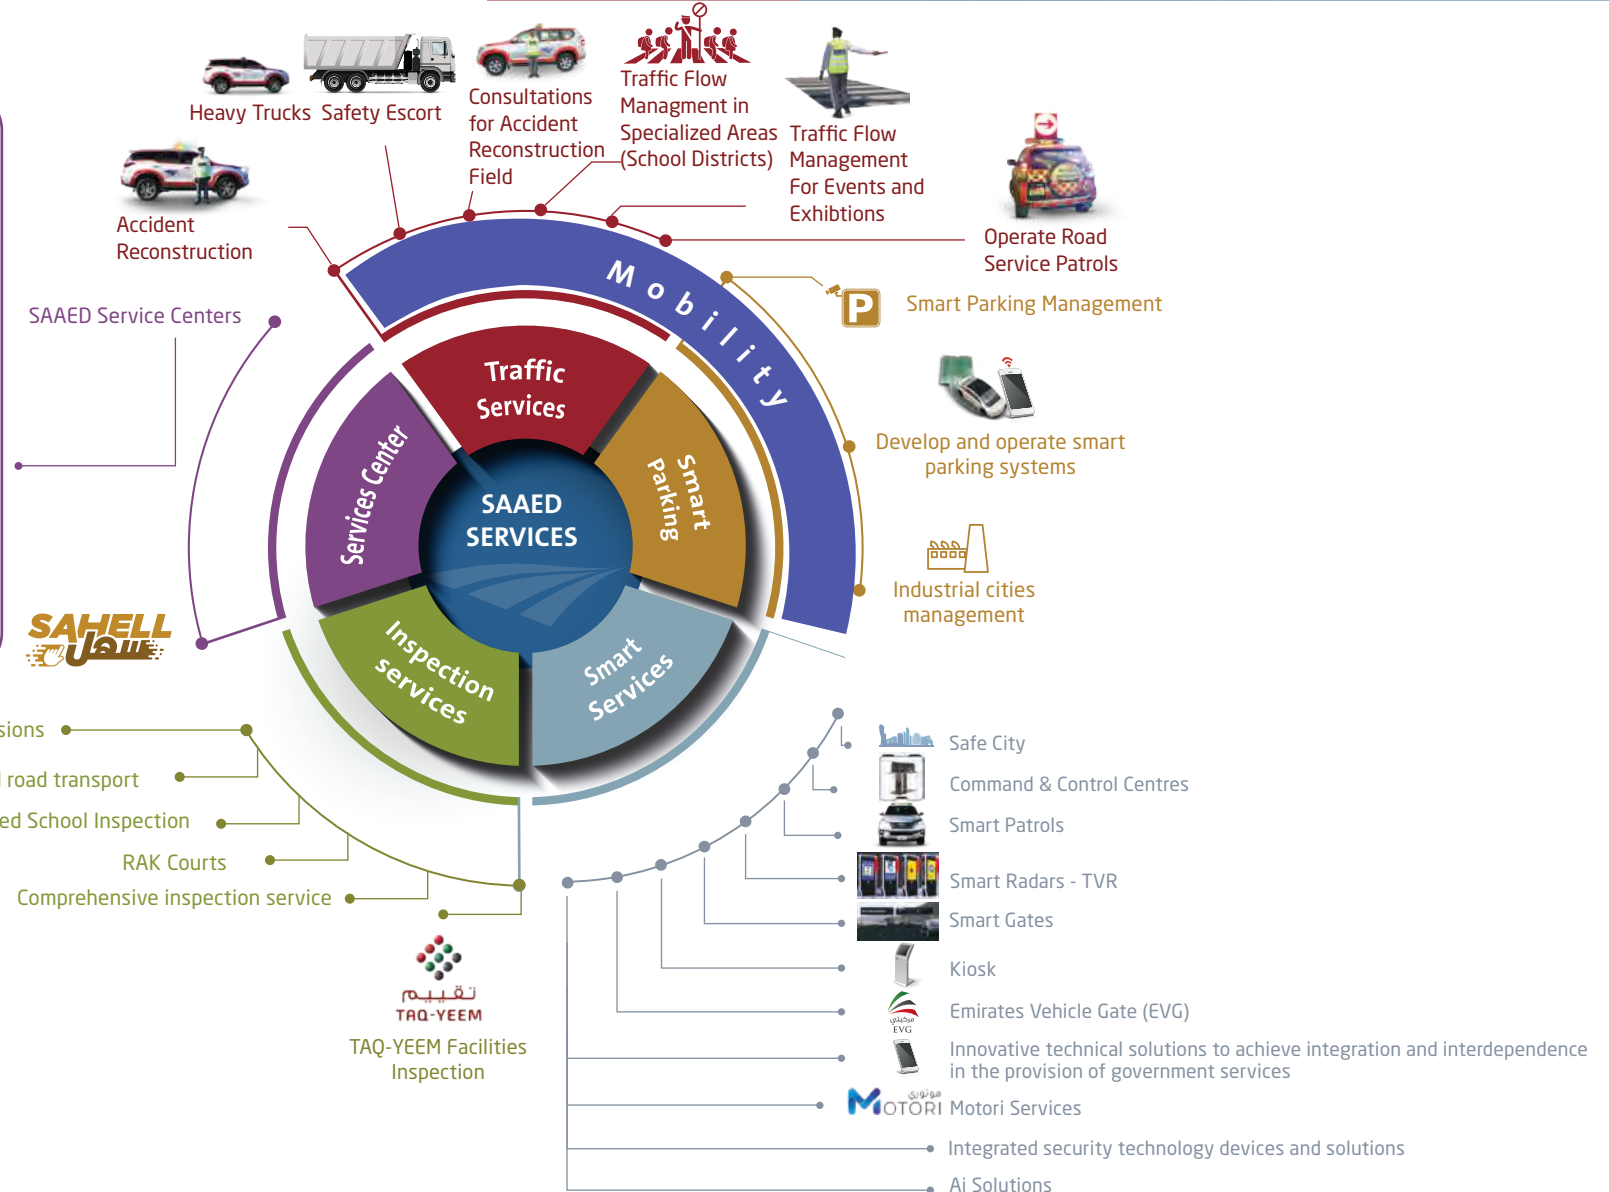 Heavy Trucks Safety Escort
Consultations
for Accident
Reconstruction
Field
Traffic Flow
Managment in
Specialized Areas
(School Districts)
Traffic Flow
Management
For Events and
Exhibtions
Operate Road
Service Patrols
Accident
Reconstruction
SAAED Service Centers
Mobility
P
Smart Parking Management
Develop and operate smart
parking systems
Industrial cities
management
Traffic
Services
Smart
Parking
Services Center
SAAED
SERVICES
Inspection
services
Smart
Services
SAHELL
سهل
sions
road transport
ed School Inspection
RAK Courts
Comprehensive inspection service
تقييم
TAQ-YEEM
TAQ-YEEM Facilities
Inspection
Safe City
Command & Control Centres
Smart Patrols
Smart Radars - TVR
Smart Gates
Kiosk
مركبتي
EVG
Emirates Vehicle Gate (EVG)
Innovative technical solutions to achieve integration and interdependence
in the provision of government services
موتوري
MOTORI
Motori Services
Integrated security technology devices and solutions
Ai Solutions